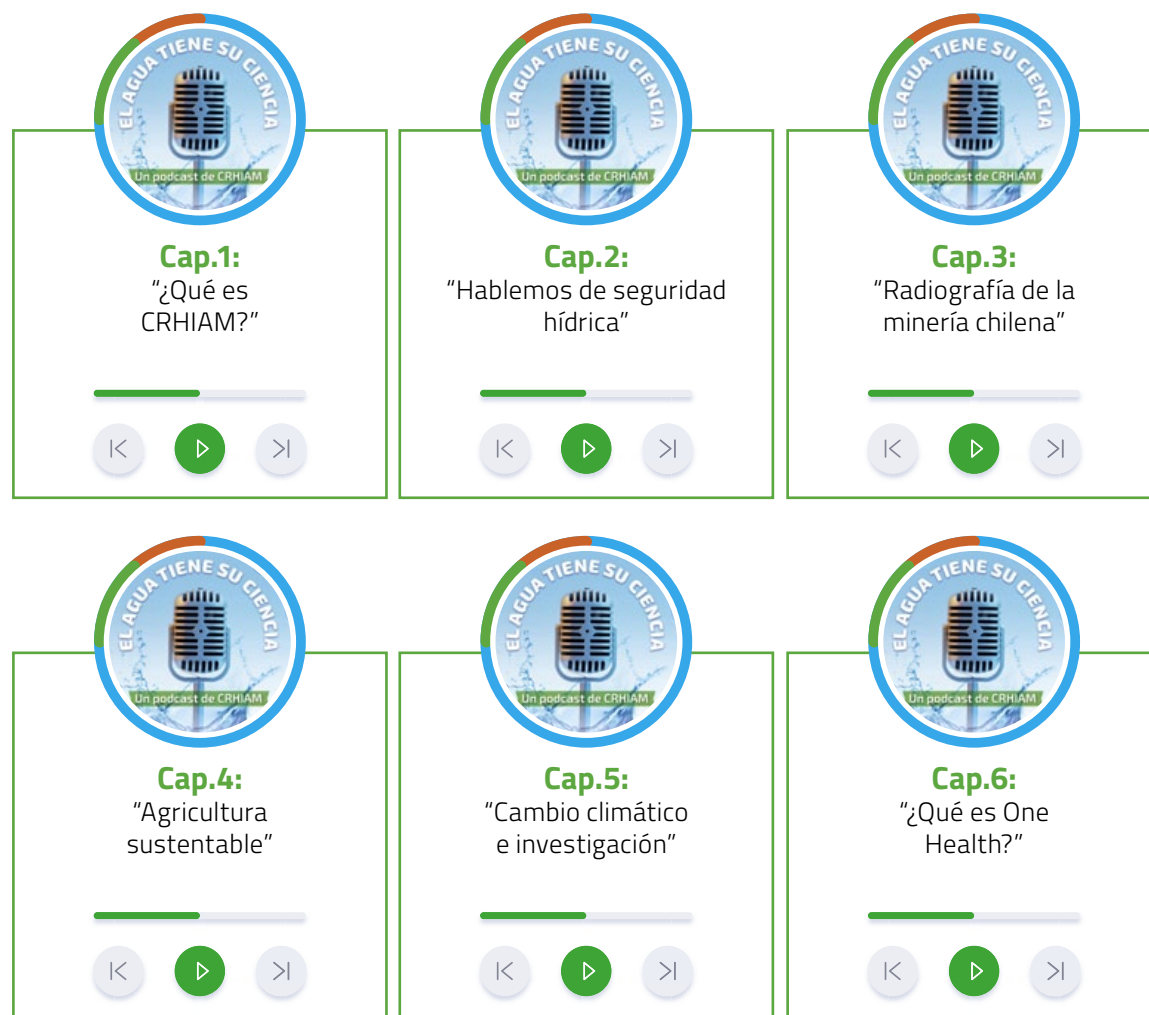 EL AGUA TIENE SU CIENCIA
Un podcast de CRHIAM
Cap.1:
“¿Qué es
CRHIAM?”
EL AGUA TIENE SU CIENCIA
Un podcast de CRHIAM
Cap.2:
“Hablemos de seguridad
hídrica”
EL AGUA TIENE SU CIENCIA
Un podcast de CRHIAM
Cap.3:
“Radiografía de la
minería chilena”
EL AGUA TIENE SU CIENCIA
Un podcast de CRHIAM
Cap.4:
“Agricultura
sustentable”
EL AGUA TIENE SU CIENCIA
Un podcast de CRHIAM
Cap.5:
“Cambio climático
e investigación”
EL AGUA TIENE SU CIENCIA
Un podcast de CRHIAM
Cap.6:
“¿Qué es One
Health?”